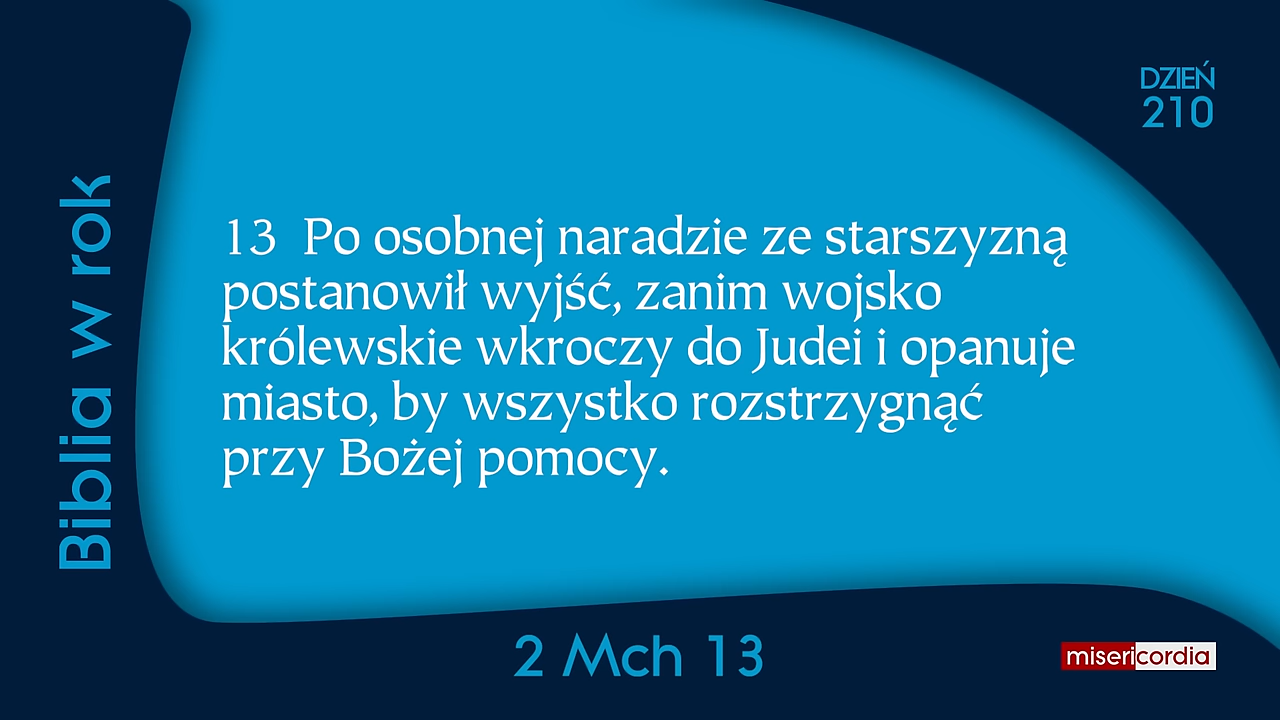 DZIEŃ
210
Biblia w rok
13 Po osobnej naradzie ze starszyzną
postanowił wyjść, zanim wojsko
królewskie wkroczy do Judei i opanuje
miasto, by wszystko rozstrzygnąć
przy Bożej pomocy.
2 Mch 13
misericordia